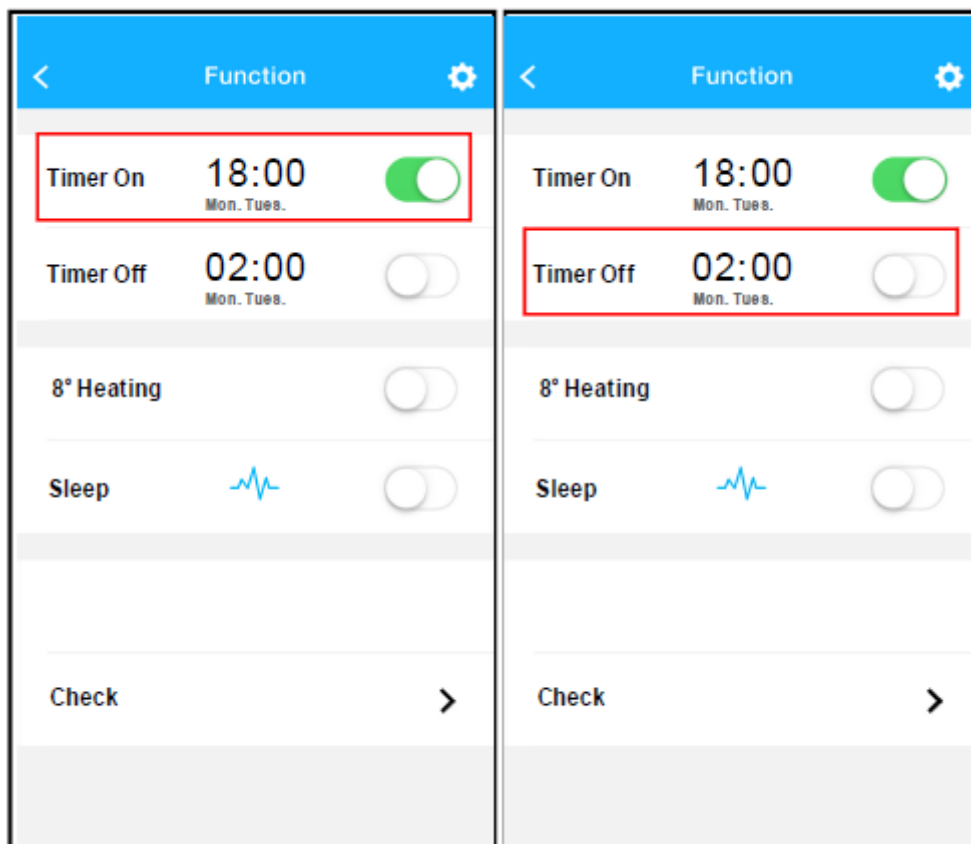 Function
Timer On 18:00
Mon. Tues.
Timer Off 02:00
Mon. Tues.
8° Heating
Sleep
Check
Function
Timer On 18:00
Mon. Tues.
Timer Off 02:00
Mon. Tues.
8° Heating
Sleep
Check